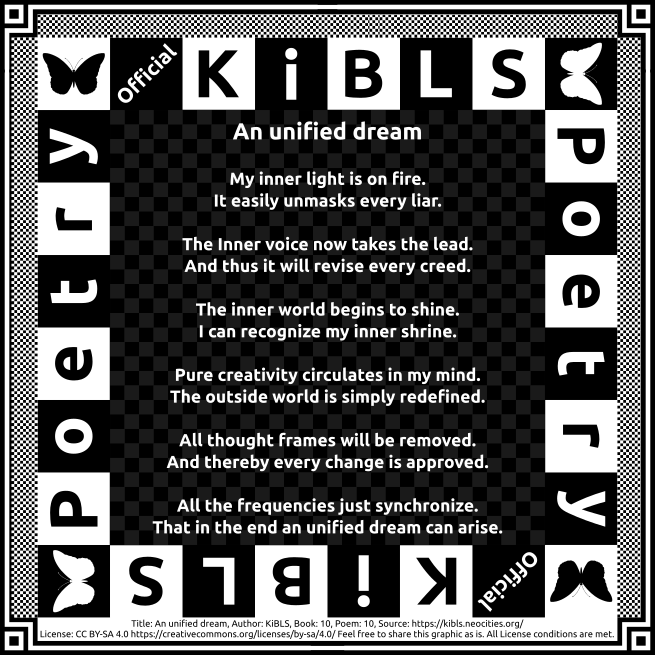 Official KiBLS
Poetry
Poetry
An unified dream
My inner light is on fire.
It easily unmasks every liar.
The Inner voice now takes the lead.
And thus it will revise every creed.
The inner world begins to shine.
I can recognize my inner shrine.
Pure creativity circulates in my mind.
The outside world is simply redefined.
All thought frames will be removed.
And thereby every change is approved.
All the frequencies just synchronize.
That in the end an unified dream can arise.
Official KiBLS
Title: An unified dream, Author: KiBLS, Book: 10, Poem: 10, Source: https://kibls.neocities.org/
License: CC BY-SA 4.0 https://creativecommons.org/licenses/by-sa/4.0/ Feel free to share this graphic as is. All License conditions are met.